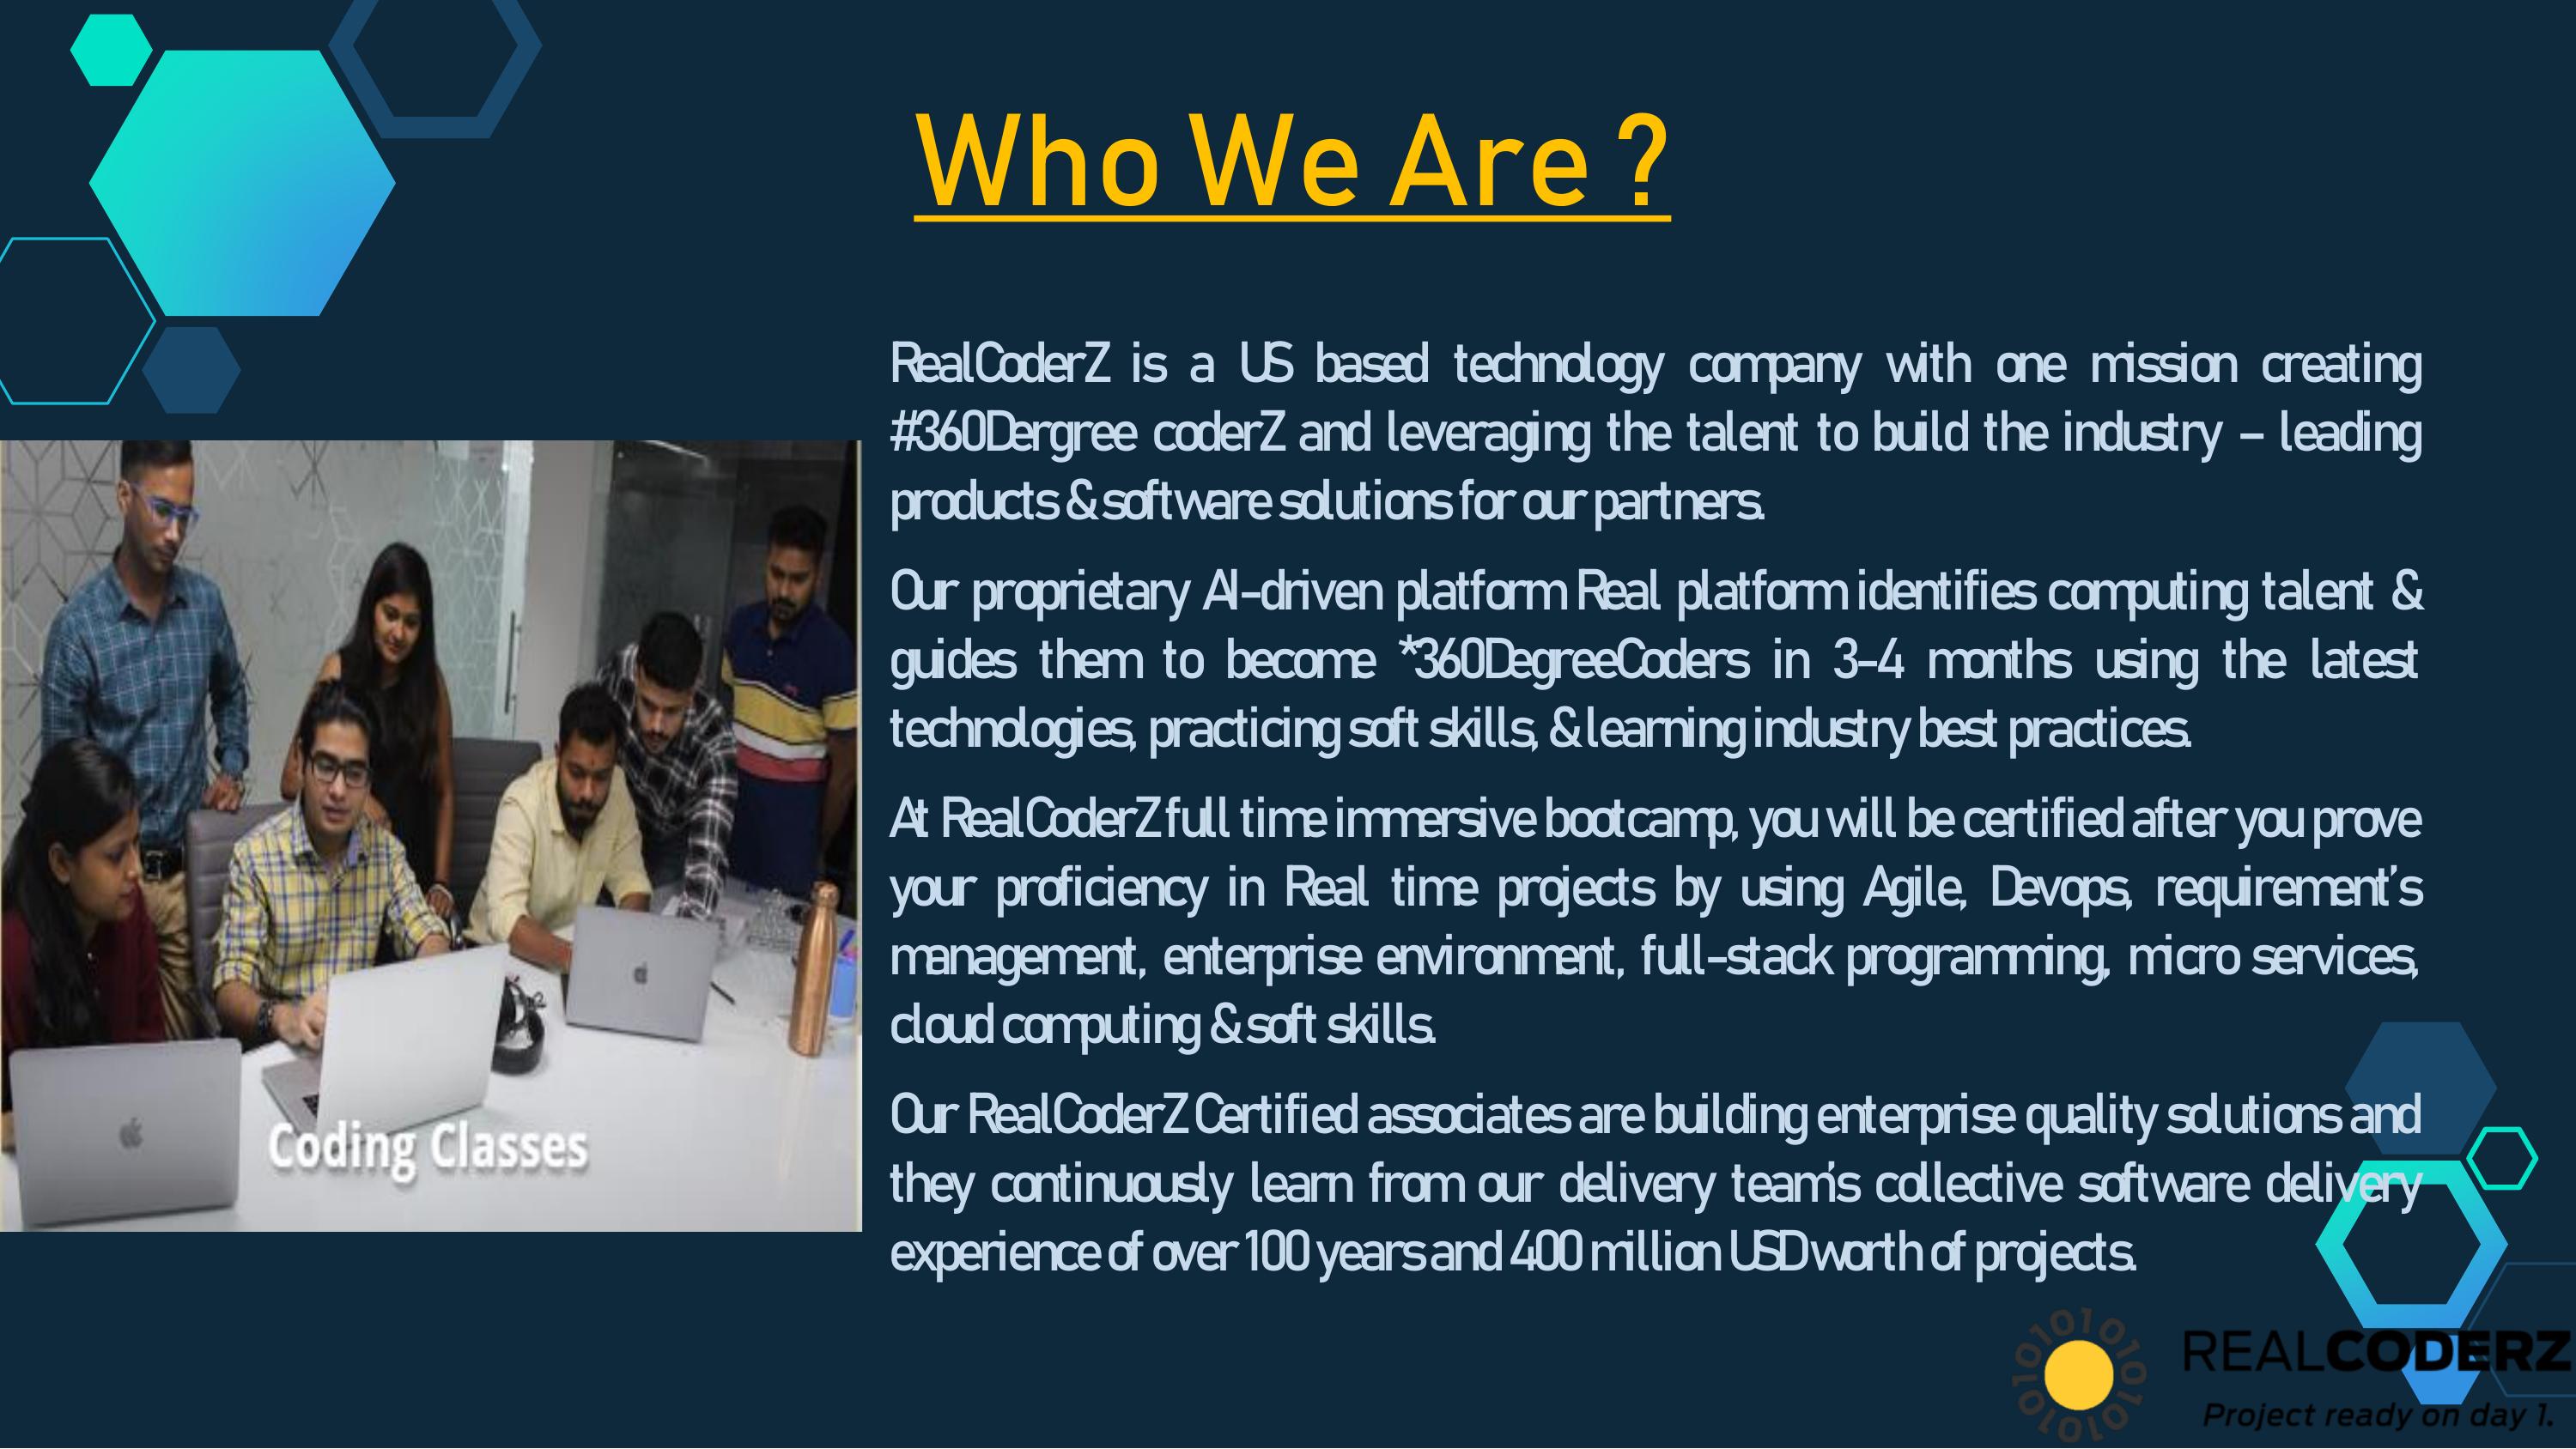 Who We Are ?
RealCoderZ is a US based technology company with one mission creating
#360Dergree coderZ and leveraging the talent to build the industry – leading
products & software solutions for our partners.
Our proprietary AI-driven platform Real platform identifies computing talent &
guides them to become *360DegreeCoders in 3-4 months using the latest
technologies, practicing soft skills, & learning industry best practices.
At RealCoderZ full time immersive bootcamp, you will be certified after you prove
your proficiency in Real time projects by using Agile, Devops, requirement’s
management, enterprise environment, full-stack programming, micro services,
cloud computing & soft skills.
Our RealCoderZ Certified associates are building enterprise quality solutions and
they continuously learn from our delivery team’s collective software delivery
experience of over 100 years and 400 million USD worth of projects.
Coding Classes
REALCODERZ
Project ready on day 1.